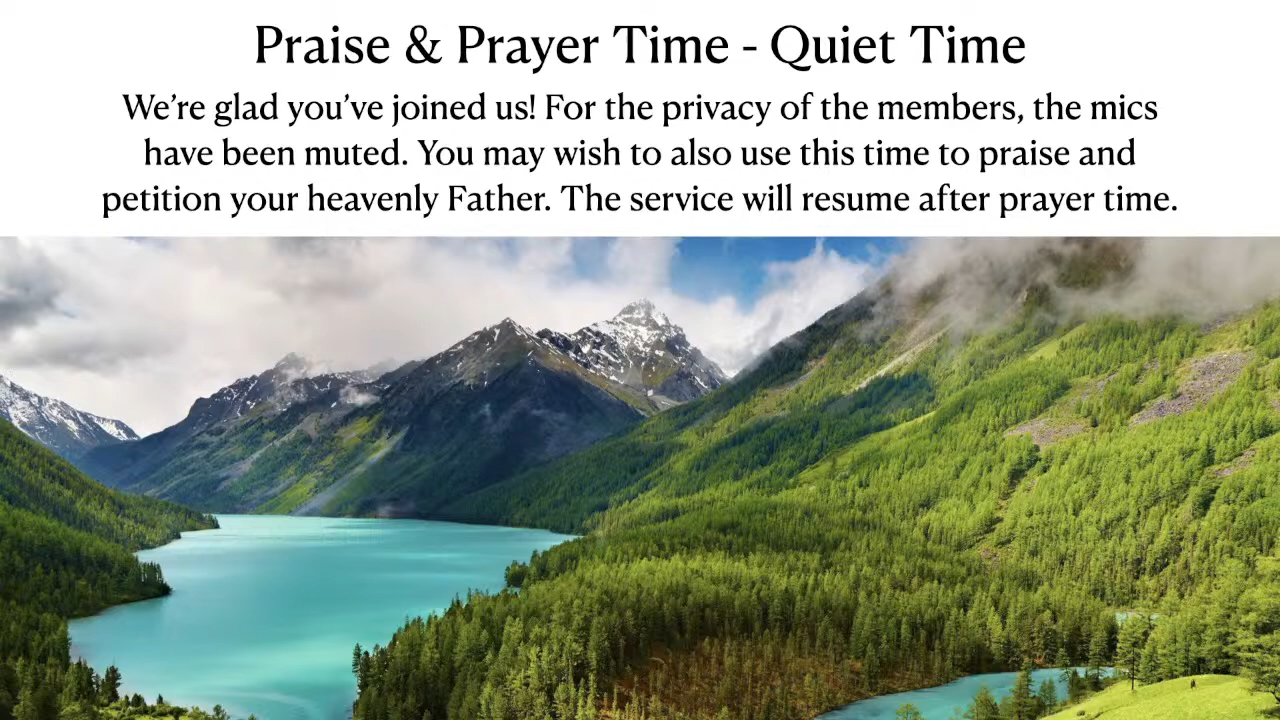 Praise & Prayer Time - Quiet Time
We’re glad you’ve joined us! For the privacy of the members, the mics
have been muted. You may wish to also use this time to praise and
petition your heavenly Father. The service will resume after prayer time.